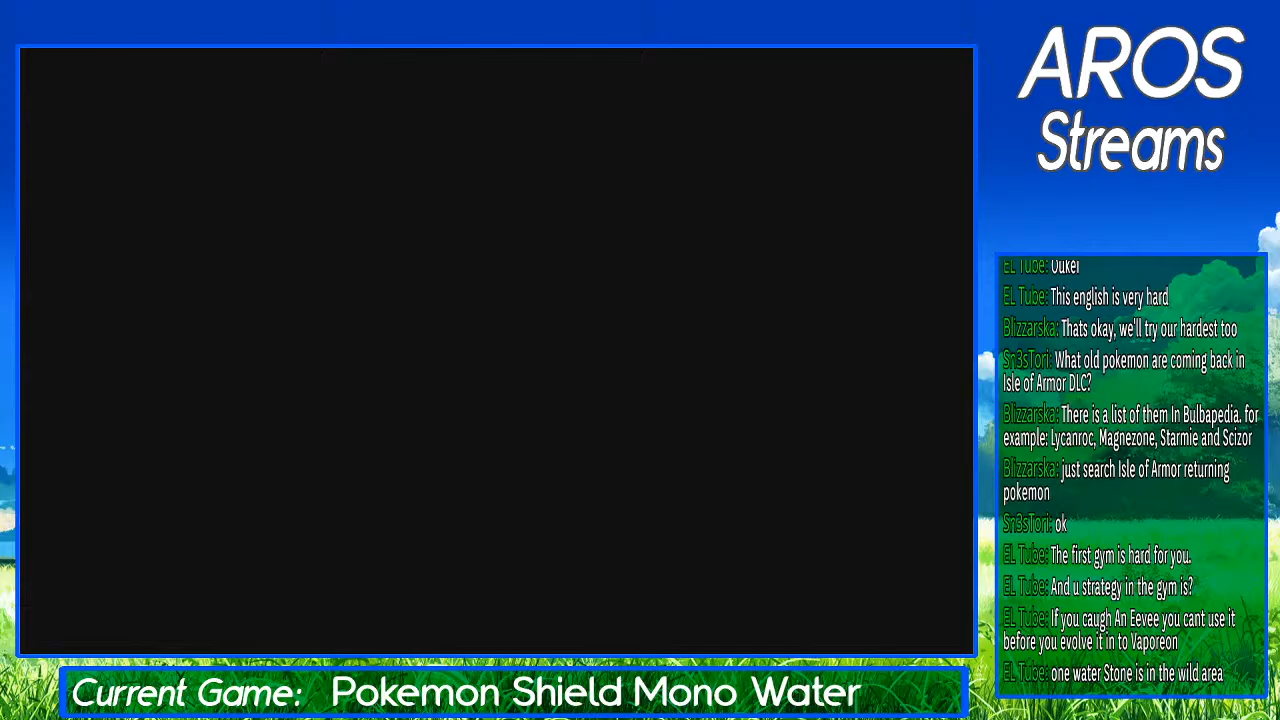 AROS
Streams
EL Tube: Oukei
EL Tube: This english is very hard
Blizzarska: Thats okay, we'll try our hardest too
Sn3sTori: What old pokemon are coming back in
Isle of Armor DLC?
Blizzarska: There is a list of them In Bulbapedia. for
example: Lycanroc, Magnezone, Starmie and Scizor
Blizzarska: just search Isle of Armor returning
pokemon
Sn3sTori: ok
EL Tube: The first gym is hard for you.
EL Tube: And u strategy in the gym is?
EL Tube: If you caugh An Eevee you cant use it
before you evolve it in to Vaporeon
EL Tube: one water Stone is in the wild area
Current Game: Pokemon Shield Mono Water